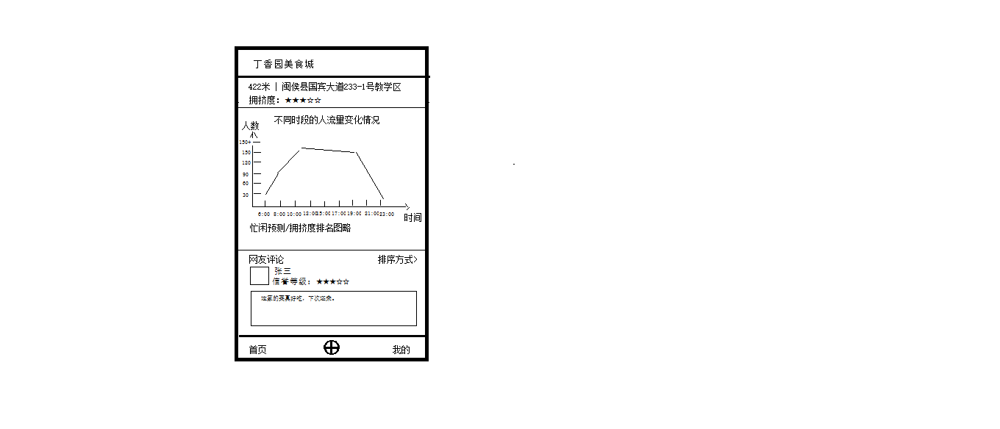 丁香园美食城
422米 | 闽侯县国宾大道233-1号教学区
拥挤度：★★★☆☆
不同时段的人流量变化情况
人数
150+
150
120
90
60
30
6:00 8:00 10:00 12:00 15:00 17:00 19:00 21:00 23:00
时间
忙闲预测/拥挤度排名图略
网友评论 排序方式>
张三
信誉等级：★★★☆☆
这家的菜真好吃，下次还来。
首页 我的